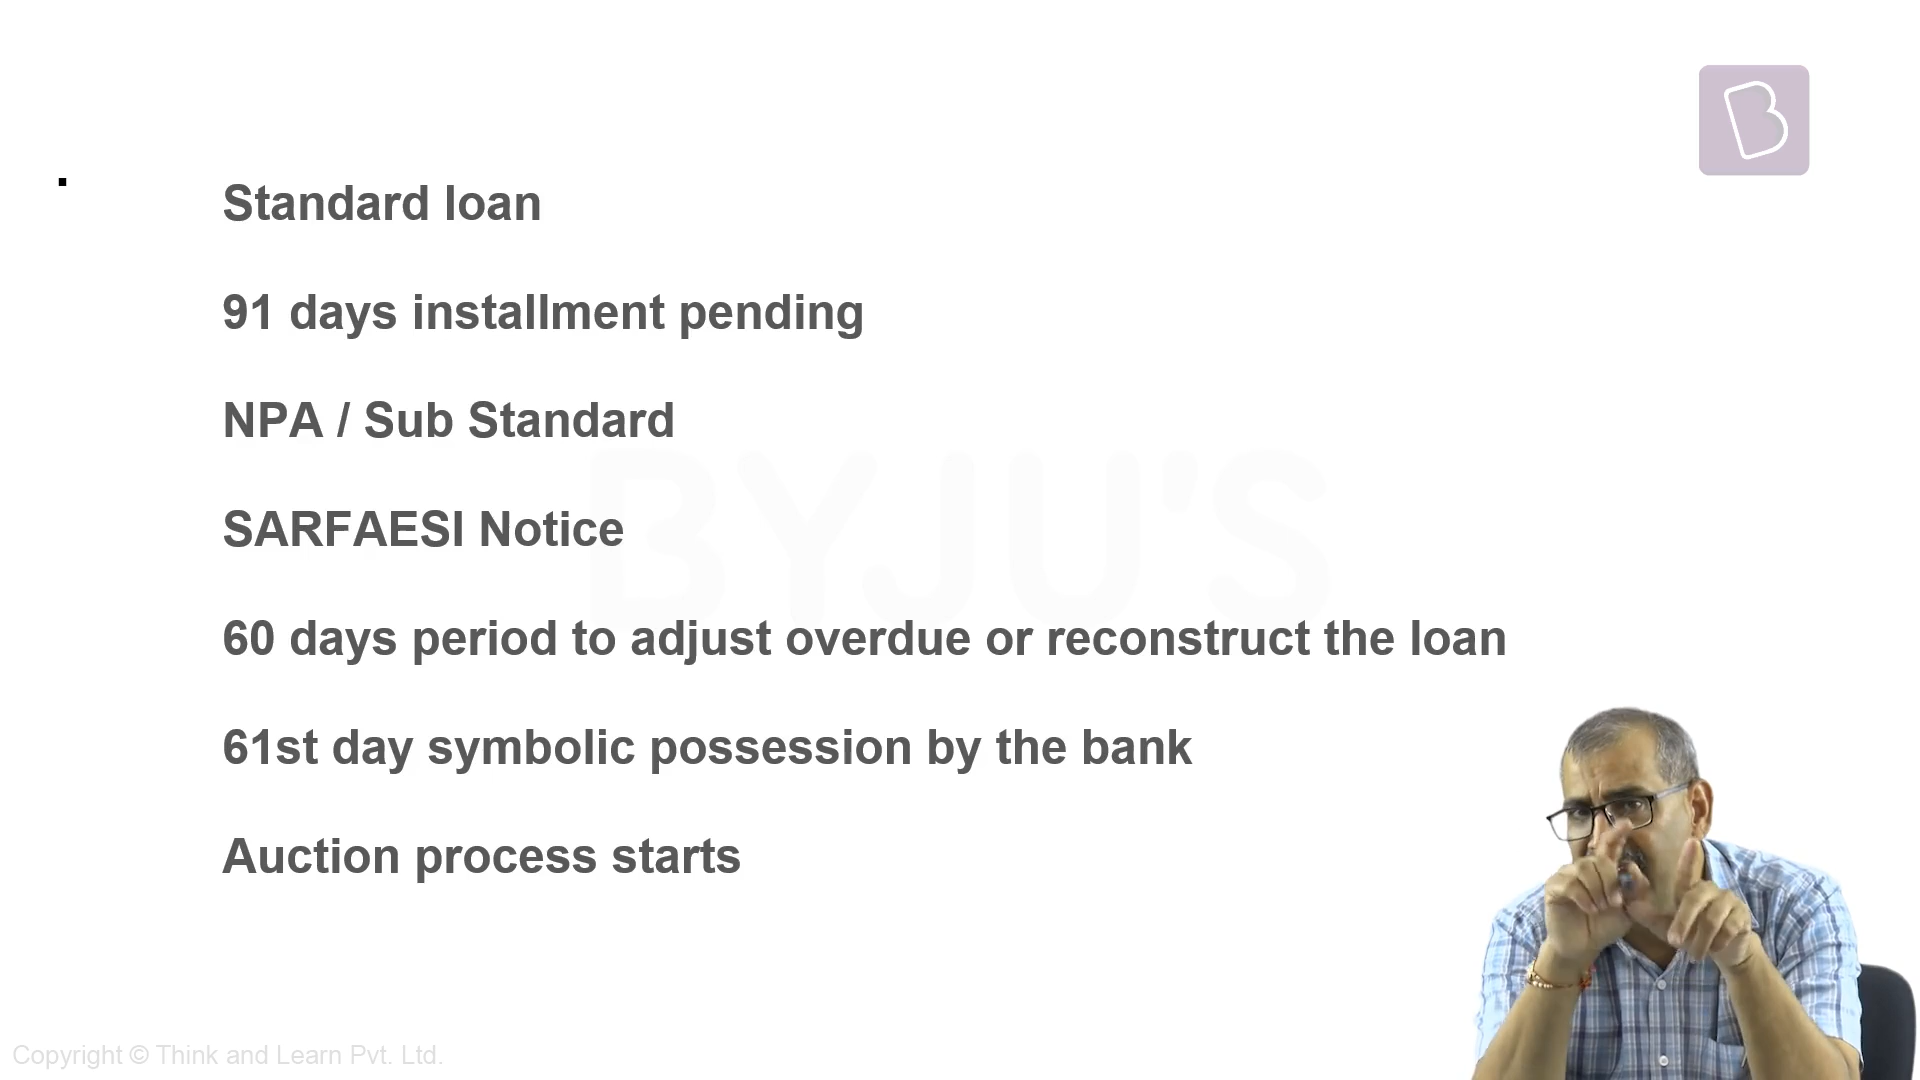 Standard loan
91 days installment pending
NPA / Sub Standard
SARFAESI Notice
BYJU'S
60 days period to adjust overdue or reconstruct the loan
61st day symbolic possession by the bank
Auction process starts
Copyright © Think and Learn Pvt. Ltd.